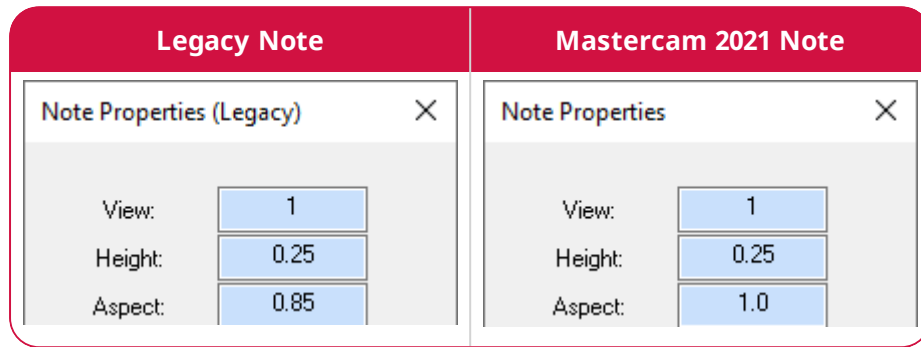 Legacy Note
Mastercam 2021 Note
Note Properties (Legacy)
View: 1
Height: 0.25
Aspect: 0.85
Note Properties
View: 1
Height: 0.25
Aspect: 1.0